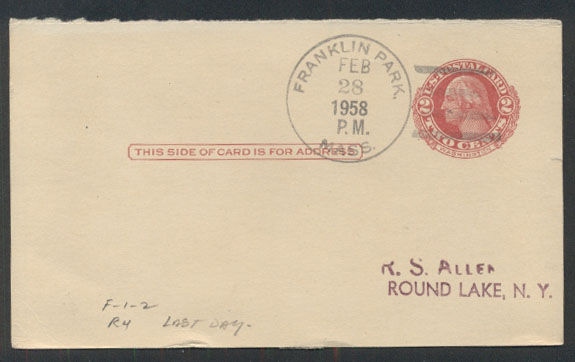 FRANKLIN PARK,
FEB
28
1958
P.M.
MASS.
U.S. POSTAL CARD
2¢ 2¢
TWO CENTS
WASHINGTON
THIS SIDE OF CARD IS FOR ADDRESS
R. S. ALLEN
ROUND LAKE, N. Y.
F-1-2
R4 LAST DAY-